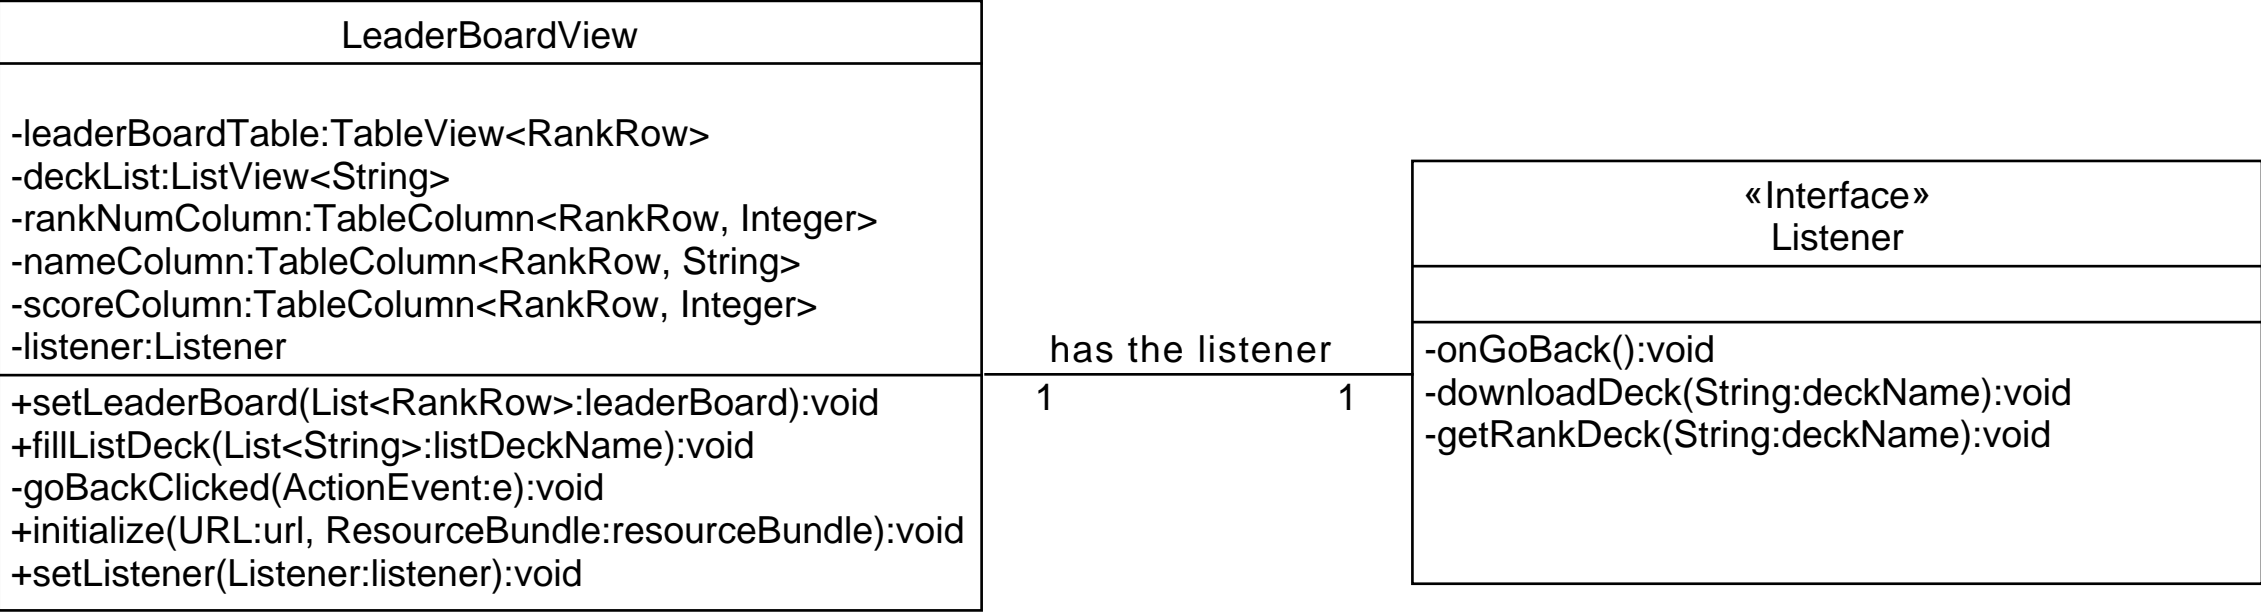 LeaderBoardView
-leaderBoardTable:TableView<RankRow>
-deckList:ListView<String>
-rankNumColumn:TableColumn<RankRow, Integer>
-nameColumn:TableColumn<RankRow, String>
-scoreColumn:TableColumn<RankRow, Integer>
-listener:Listener
+setLeaderBoard(List<RankRow>:leaderBoard):void
+fillListDeck(List<String>:listDeckName):void
-goBackClicked(ActionEvent:e):void
+initialize(URL:url, ResourceBundle:resourceBundle):void
+setListener(Listener:listener):void
has the listener
1
1
«Interface»
Listener
-onGoBack():void
-downloadDeck(String:deckName):void
-getRankDeck(String:deckName):void